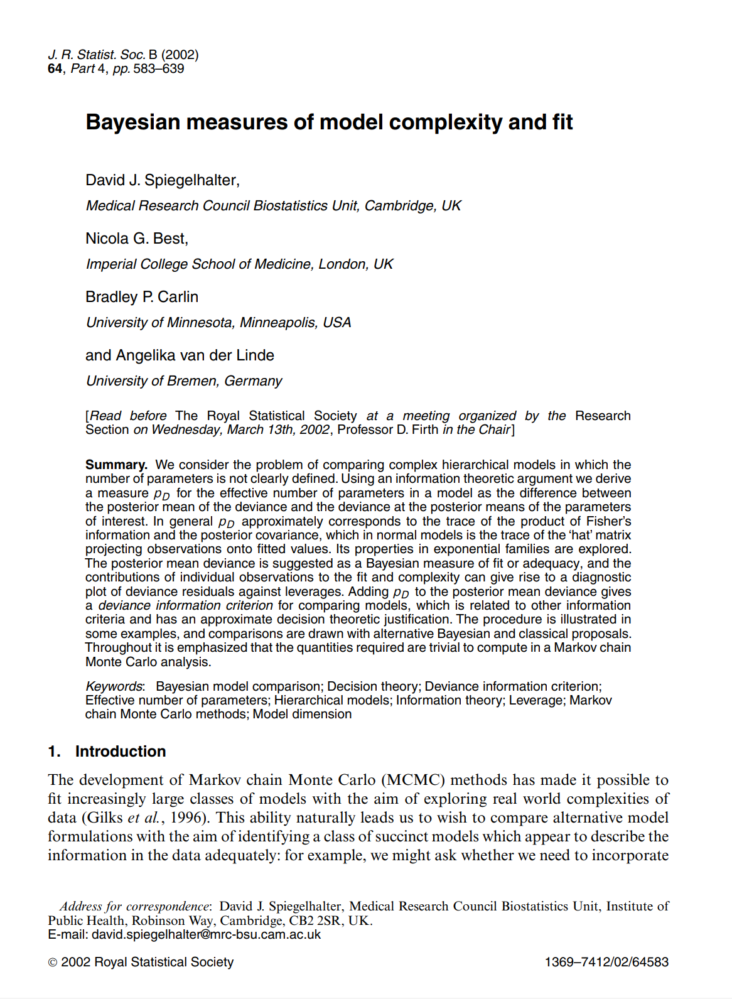 J. R. Statist. Soc. B (2002)
64, Part 4, pp. 583–639
Bayesian measures of model complexity and fit
David J. Spiegelhalter,
Medical Research Council Biostatistics Unit, Cambridge, UK
Nicola G. Best,
Imperial College School of Medicine, London, UK
Bradley P. Carlin
University of Minnesota, Minneapolis, USA
and Angelika van der Linde
University of Bremen, Germany
[Read before The Royal Statistical Society at a meeting organized by the Research
Section on Wednesday, March 13th, 2002, Professor D. Firth in the Chair]
Summary. We consider the problem of comparing complex hierarchical models in which the
number of parameters is not clearly defined. Using an information theoretic argument we derive
a measure pD for the effective number of parameters in a model as the difference between
the posterior mean of the deviance and the deviance at the posterior means of the parameters
of interest. In general pD approximately corresponds to the trace of the product of Fisher's
information and the posterior covariance, which in normal models is the trace of the 'hat' matrix
projecting observations onto fitted values. Its properties in exponential families are explored.
The posterior mean deviance is suggested as a Bayesian measure of fit or adequacy, and the
contributions of individual observations to the fit and complexity can give rise to a diagnostic
plot of deviance residuals against leverages. Adding pD to the posterior mean deviance gives
a deviance information criterion for comparing models, which is related to other information
criteria and has an approximate decision theoretic justification. The procedure is illustrated in
some examples, and comparisons are drawn with alternative Bayesian and classical proposals.
Throughout it is emphasized that the quantities required are trivial to compute in a Markov chain
Monte Carlo analysis.
Keywords: Bayesian model comparison; Decision theory; Deviance information criterion;
Effective number of parameters; Hierarchical models; Information theory; Leverage; Markov
chain Monte Carlo methods; Model dimension
1. Introduction
The development of Markov chain Monte Carlo (MCMC) methods has made it possible to
fit increasingly large classes of models with the aim of exploring real world complexities of
data (Gilks et al., 1996). This ability naturally leads us to wish to compare alternative model
formulations with the aim of identifying a class of succinct models which appear to describe the
information in the data adequately: for example, we might ask whether we need to incorporate
Address for correspondence: David J. Spiegelhalter, Medical Research Council Biostatistics Unit, Institute of
Public Health, Robinson Way, Cambridge, CB2 2SR, UK.
E-mail: david.spiegelhalter@mrc-bsu.cam.ac.uk
© 2002 Royal Statistical Society 1369–7412/02/64583